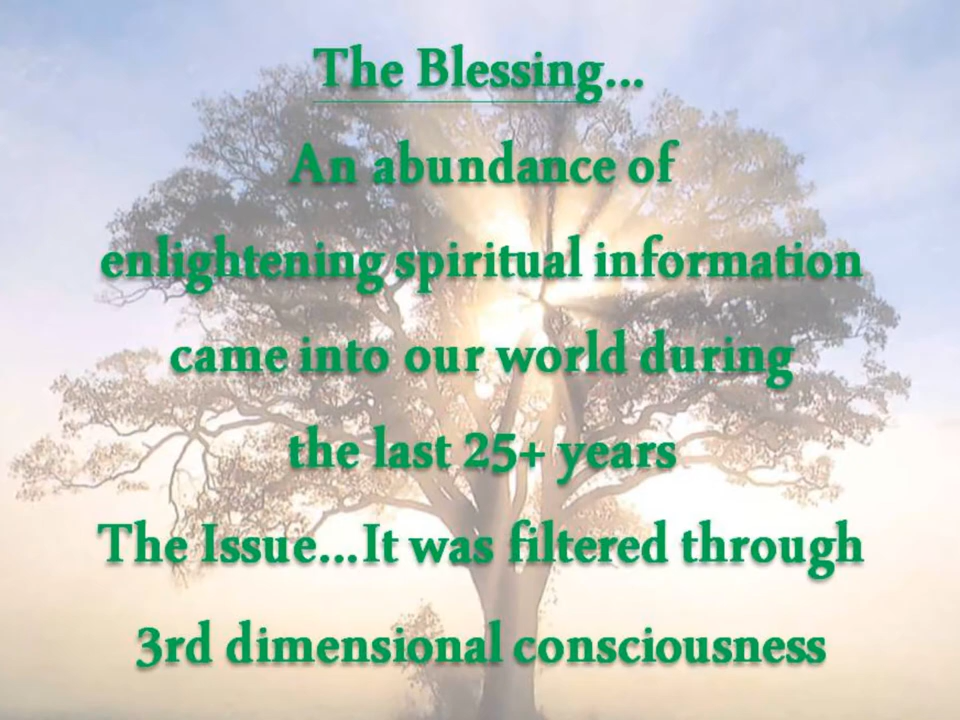 The Blessing...
An abundance of
enlightening spiritual information
came into our world during
the last 25+ years
The Issue...It was filtered through
3rd dimensional consciousness